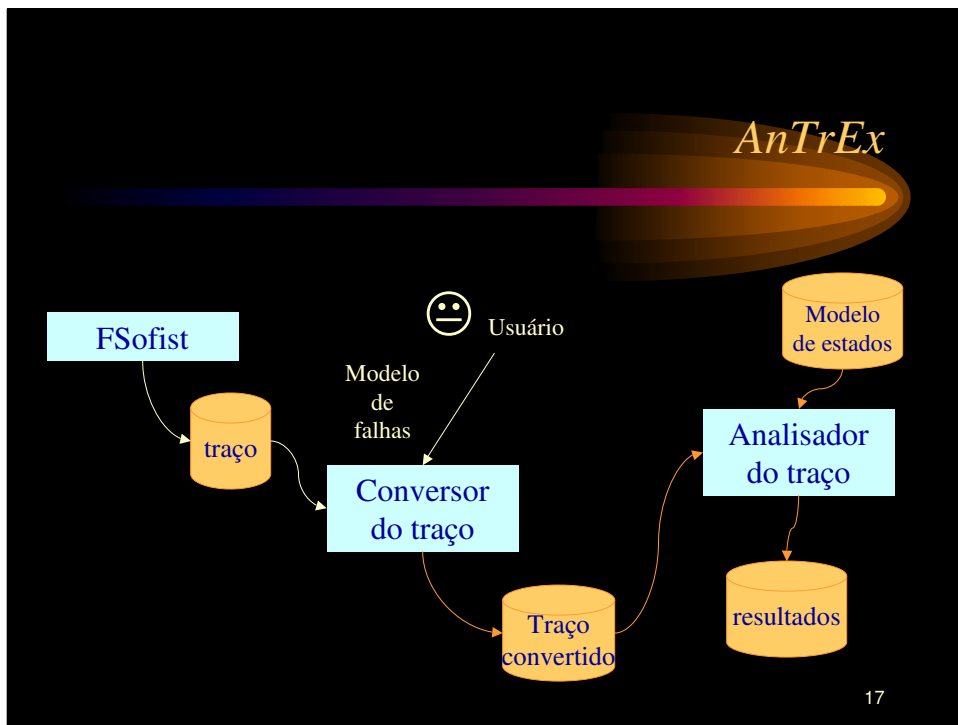 AnTrEx
FSofist
Usuário
Modelo
de
falhas
traço
Conversor
do traço
Traço
convertido
Modelo
de estados
Analisador
do traço
resultados
17